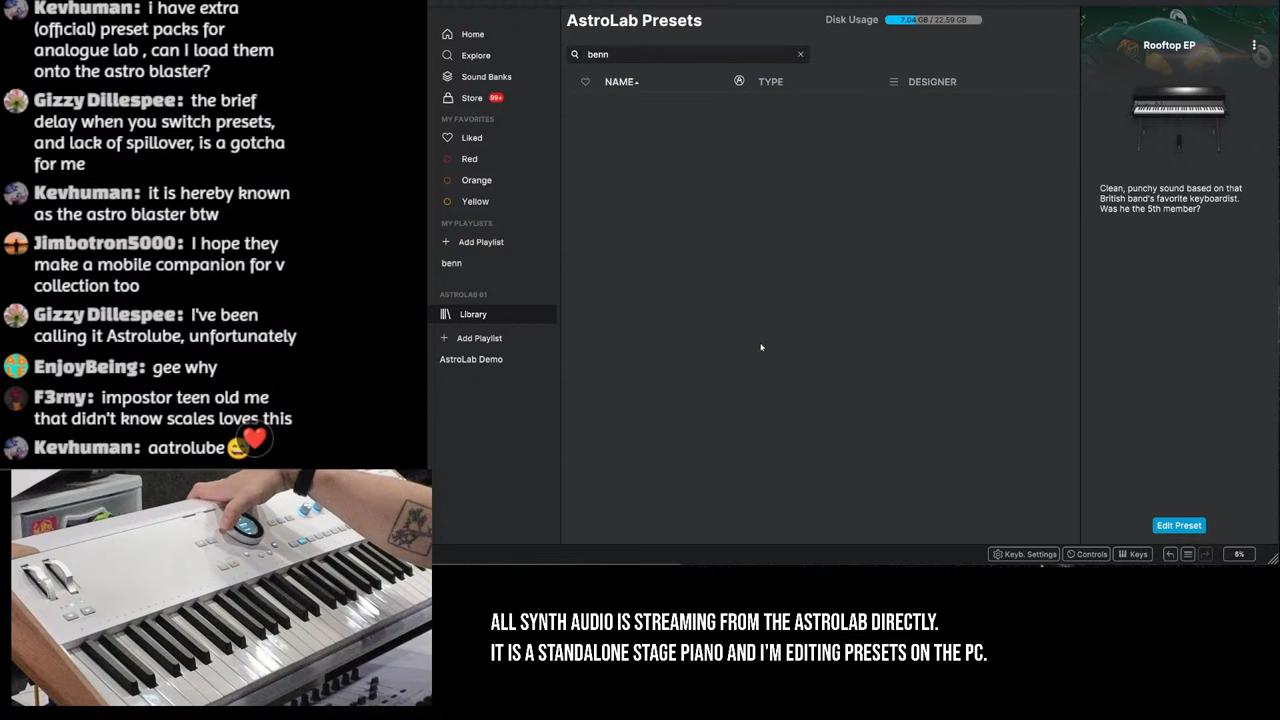 Kevhuman: i have extra
(official) preset packs for
analogue lab , can I load them
onto the astro blaster?
Gizzy Dillespee: the brief
delay when you switch presets,
and lack of spillover, is a gotcha
for me
Kevhuman: it is hereby known
as the astro blaster btw
Jimbotron5000: I hope they
make a mobile companion for v
collection too
Gizzy Dillespee: I've been
calling it Astrolube, unfortunately
EnjoyBeing: gee why
F3rny: impostor teen old me
that didn't know scales loves this
Kevhuman: aatrolube
Home
Explore
Sound Banks
Store 99+
MY FAVORITES
Liked
Red
Orange
Yellow
MY PLAYLISTS
+ Add Playlist
benn
ASTROLAB 61
Library
+ Add Playlist
AstroLab Demo
AstroLab Presets
Disk Usage 7.04 GB / 22.59 GB
benn
NAME TYPE DESIGNER
Rooftop EP
Clean, punchy sound based on that
British band's favorite keyboardist.
Was he the 5th member?
Edit Preset
Keyb. Settings Controls Keys 6%
ALL SYNTH AUDIO IS STREAMING FROM THE ASTROLAB DIRECTLY.
IT IS A STANDALONE STAGE PIANO AND I'M EDITING PRESETS ON THE PC.